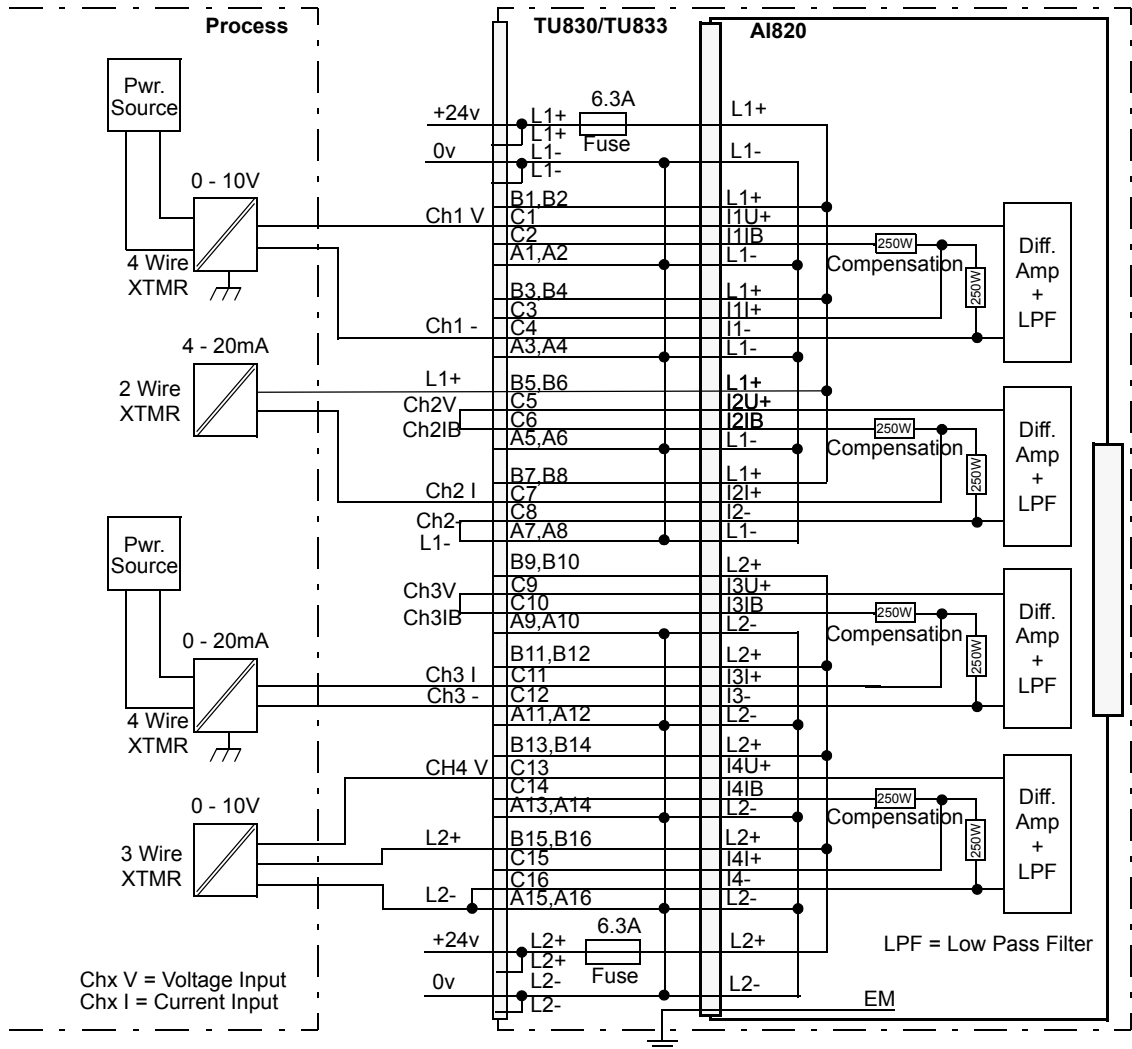 Process
TU830/TU833
AI820
Pwr.
Source
+24v
L1+
L1+
6.3A
Fuse
L1+
0v
L1-
L1-
L1-
0 - 10V
4 Wire
XTMR
B1,B2
L1+
Ch1 V
C1
I1U+
C2
I1IB
A1,A2
L1-
250W
Compensation
250W
Diff.
Amp
+
LPF
B3,B4
L1+
C3
I1I+
Ch1 -
C4
I1-
A3,A4
L1-
4 - 20mA
2 Wire
XTMR
L1+
B5,B6
L1+
Ch2V
C5
I2U+
Ch2IB
C6
I2IB
A5,A6
L1-
250W
Compensation
250W
Diff.
Amp
+
LPF
B7,B8
L1+
Ch2 I
C7
I2I+
Ch2-
C8
I2-
L1-
A7,A8
L1-
Pwr.
Source
B9,B10
L2+
Ch3V
C9
I3U+
Ch3IB
C10
I3IB
A9,A10
L2-
250W
Compensation
250W
Diff.
Amp
+
LPF
0 - 20mA
4 Wire
XTMR
B11,B12
L2+
Ch3 I
C11
I3I+
Ch3 -
C12
I3-
A11,A12
L2-
B13,B14
L2+
CH4 V
C13
I4U+
C14
I4IB
A13,A14
L2-
250W
Compensation
250W
Diff.
Amp
+
LPF
0 - 10V
3 Wire
XTMR
L2+
B15,B16
L2+
C15
I4I+
C16
I4-
L2-
A15,A16
L2-
+24v
L2+
L2+
6.3A
Fuse
L2+
LPF = Low Pass Filter
0v
L2-
L2-
L2-
EM
Chx V = Voltage Input
Chx I = Current Input